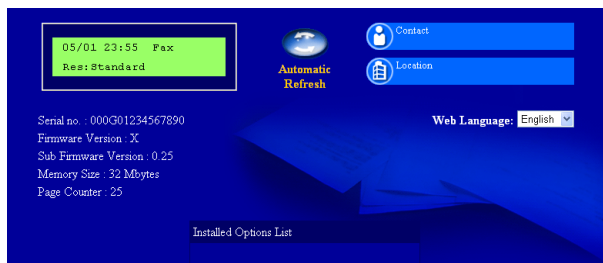 05/01 23:55 Fax
Res:Standard
Automatic
Refresh
Contact
Location
Serial no. : 000G01234567890
Firmware Version : X
Sub Firmware Version : 0.25
Memory Size : 32 Mbytes
Page Counter : 25
Web Language: English
Installed Options List